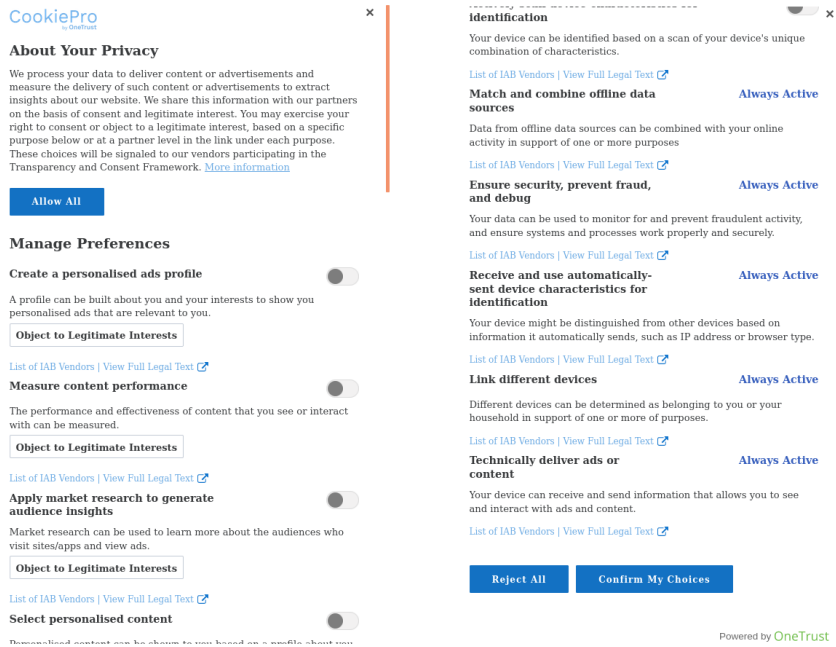 CookiePro
by OneTrust
×
About Your Privacy
We process your data to deliver content or advertisements and
measure the delivery of such content or advertisements to extract
insights about our website. We share this information with our partners
on the basis of consent and legitimate interest. You may exercise your
right to consent or object to a legitimate interest, based on a specific
purpose below or at a partner level in the link under each purpose.
These choices will be signaled to our vendors participating in the
Transparency and Consent Framework. More information
Allow All
Manage Preferences
Create a personalised ads profile
A profile can be built about you and your interests to show you
personalised ads that are relevant to you.
Object to Legitimate Interests
List of IAB Vendors | View Full Legal Text
Measure content performance
The performance and effectiveness of content that you see or interact
with can be measured.
Object to Legitimate Interests
List of IAB Vendors | View Full Legal Text
Apply market research to generate
audience insights
Market research can be used to learn more about the audiences who
visit sites/apps and view ads.
Object to Legitimate Interests
List of IAB Vendors | View Full Legal Text
Select personalised content
Personalised content can be shown to you based on a profile about you
×
identification
Your device can be identified based on a scan of your device's unique
combination of characteristics.
List of IAB Vendors | View Full Legal Text
Match and combine offline data
sources
Always Active
Data from offline data sources can be combined with your online
activity in support of one or more purposes
List of IAB Vendors | View Full Legal Text
Ensure security, prevent fraud,
and debug
Always Active
Your data can be used to monitor for and prevent fraudulent activity,
and ensure systems and processes work properly and securely.
List of IAB Vendors | View Full Legal Text
Receive and use automatically-
sent device characteristics for
identification
Always Active
Your device might be distinguished from other devices based on
information it automatically sends, such as IP address or browser type.
List of IAB Vendors | View Full Legal Text
Link different devices
Always Active
Different devices can be determined as belonging to you or your
household in support of one or more of purposes.
List of IAB Vendors | View Full Legal Text
Technically deliver ads or
content
Always Active
Your device can receive and send information that allows you to see
and interact with ads and content.
List of IAB Vendors | View Full Legal Text
Reject All
Confirm My Choices
Powered by OneTrust